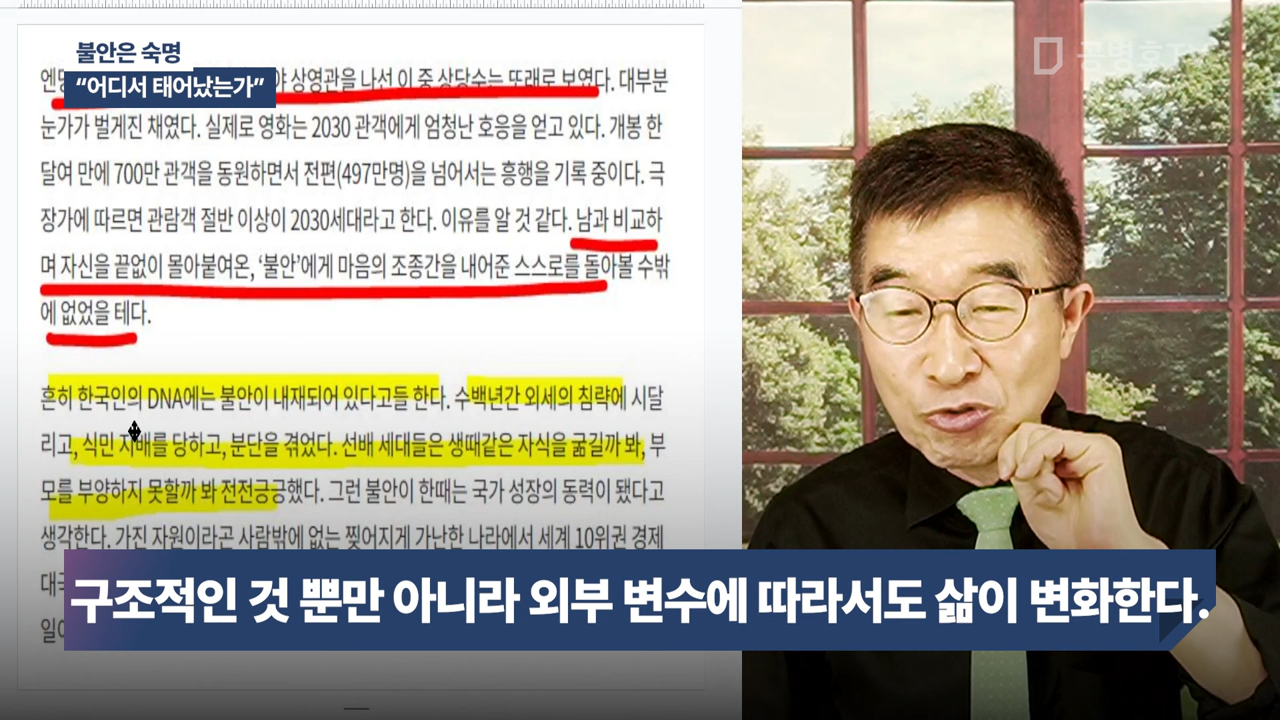 불안은 숙명
“어디서 태어났는가”
상영관을 나선 이 중 상당수는 또래로 보였다. 대부분
눈가가 벌게진 채였다. 실제로 영화는 2030 관객에게 엄청난 호응을 얻고 있다. 개봉 한
달여 만에 700만 관객을 동원하면서 전편(497만명)을 넘어서는 흥행을 기록 중이다. 극
장가에 따르면 관람객 절반 이상이 2030세대라고 한다. 이유를 알 것 같다. 남과 비교하
며 자신을 끝없이 몰아붙여온, ‘불안’에게 마음의 조종간을 내어준 스스로를 돌아볼 수밖
에 없었을 테다.
흔히 한국인의 DNA에는 불안이 내재되어 있다고들 한다. 수백년간 외세의 침략에 시달
리고, 식민 지배를 당하고, 분단을 겪었다. 선배 세대들은 생때같은 자식을 굶길까 봐, 부
모를 부양하지 못할까 봐 전전긍긍했다. 그런 불안이 한때는 국가 성장의 동력이 됐다고
생각한다. 가진 자원이라곤 사람밖에 없는 찢어지게 가난한 나라에서 세계 10위권 경제
구조적인 것 뿐만 아니라 외부 변수에 따라서도 삶이 변화한다.
공병호TV